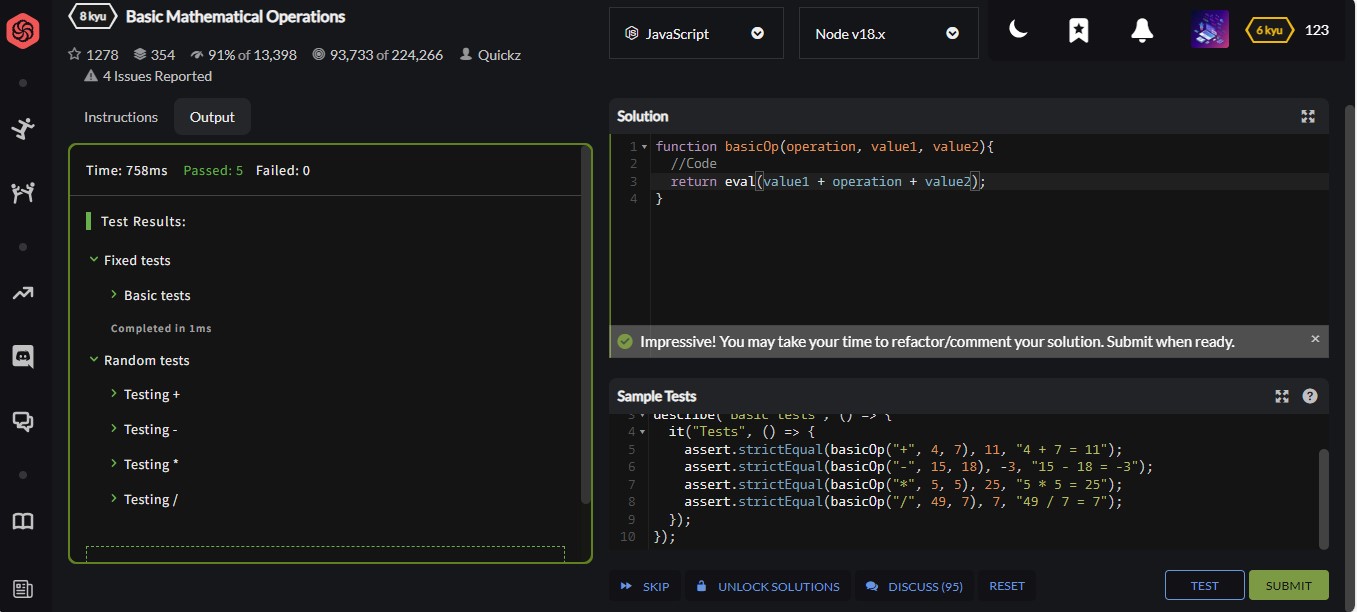 8 kyu Basic Mathematical Operations
1278 354 91% of 13,398 93,733 of 224,266 Quickz
4 Issues Reported
JavaScript
Node v18.x
6 kyu 123
Instructions Output
Time: 758ms Passed: 5 Failed: 0
Test Results:
Fixed tests
Basic tests
Completed in 1ms
Random tests
Testing +
Testing -
Testing *
Testing /
Solution
1 function basicOp(operation, value1, value2){
2 //Code
3 return eval(value1 + operation + value2);
4 }
Impressive! You may take your time to refactor/comment your solution. Submit when ready.
Sample Tests
3 describe("Basic tests", () => {
4 it("Tests", () => {
5 assert.strictEqual(basicOp("+", 4, 7), 11, "4 + 7 = 11");
6 assert.strictEqual(basicOp("-", 15, 18), -3, "15 - 18 = -3");
7 assert.strictEqual(basicOp("*", 5, 5), 25, "5 * 5 = 25");
8 assert.strictEqual(basicOp("/", 49, 7), 7, "49 / 7 = 7");
9 });
10 });
SKIP UNLOCK SOLUTIONS DISCUSS (95) RESET TEST SUBMIT